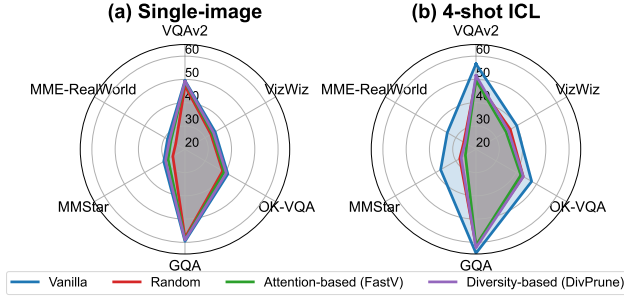 (a) Single-image
(b) 4-shot ICL
VQAv2
VQAv2
60
50
40
30
20
60
50
40
30
20
MME-RealWorld
VizWiz
MME-RealWorld
VizWiz
MMStar
OK-VQA
MMStar
OK-VQA
GQA
GQA
Vanilla
Random
Attention-based (FastV)
Diversity-based (DivPrune)